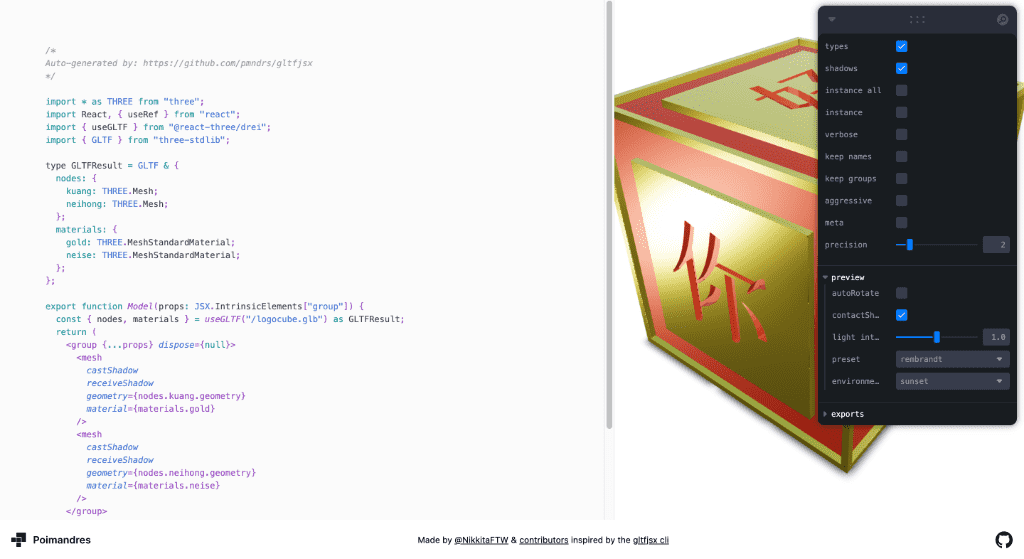 /*
Auto-generated by: https://github.com/pmndrs/gltfjsx
*/
import * as THREE from "three";
import React, { useRef } from "react";
import { useGLTF } from "@react-three/drei";
import { GLTF } from "three-stdlib";
type GLTFResult = GLTF & {
nodes: {
kuang: THREE.Mesh;
neihong: THREE.Mesh;
};
materials: {
gold: THREE.MeshStandardMaterial;
neise: THREE.MeshStandardMaterial;
};
};
export function Model(props: JSX.IntrinsicElements["group"]) {
const { nodes, materials } = useGLTF("/logocube.glb") as GLTFResult;
return (
<group {...props} dispose={null}>
<mesh
castShadow
receiveShadow
geometry={nodes.kuang.geometry}
material={materials.gold}
/>
<mesh
castShadow
receiveShadow
geometry={nodes.neihong.geometry}
material={materials.neise}
/>
</group>
types
shadows
instance all
instance
verbose
keep names
keep groups
aggressive
meta
precision 2
preview
autoRotate
contactSh…
light int… 1.0
preset rembrandt
environme… sunset
exports
Poimandres
Made by @NikkitaFTW & contributors inspired by the gltfjsx cli